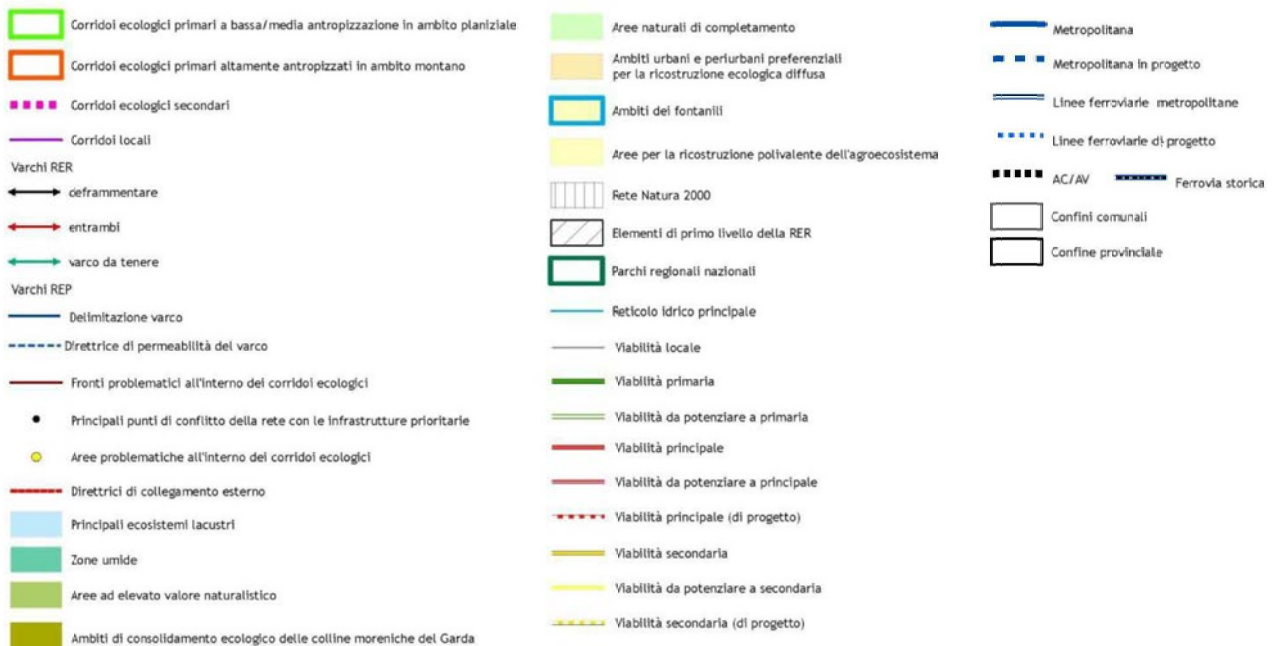 Corridoi ecologici primari a bassa/media antropizzazione in ambito planiziale
Corridoi ecologici primari altamente antropizzati in ambito montano
Corridoi ecologici secondari
Corridoi locali
Varchi RER
deframmentare
entrambi
varco da tenere
Varchi REP
Delimitazione varco
Direttrice di permeabilità del varco
Fronti problematici all'interno dei corridoi ecologici
Principali punti di conflitto della rete con le infrastrutture prioritarie
Aree problematiche all'interno dei corridoi ecologici
Direttrici di collegamento esterno
Principali ecosistemi lacustri
Zone umide
Aree ad elevato valore naturalistico
Ambiti di consolidamento ecologico delle colline moreniche del Garda
Aree naturali di completamento
Ambiti urbani e periurbani preferenziali
per la ricostruzione ecologica diffusa
Ambiti dei fontanili
Aree per la ricostruzione polivalente dell'agroecosistema
Rete Natura 2000
Elementi di primo livello della RER
Parchi regionali nazionali
Reticolo idrico principale
Viabilità locale
Viabilità primaria
Viabilità da potenziare a primaria
Viabilità principale
Viabilità da potenziare a principale
Viabilità principale (di progetto)
Viabilità secondaria
Viabilità da potenziare a secondaria
Viabilità secondaria (di progetto)
Metropolitana
Metropolitana in progetto
Linee ferroviarie metropolitane
Linee ferroviarie di progetto
AC/AV Ferrovia storica
Confini comunali
Confine provinciale